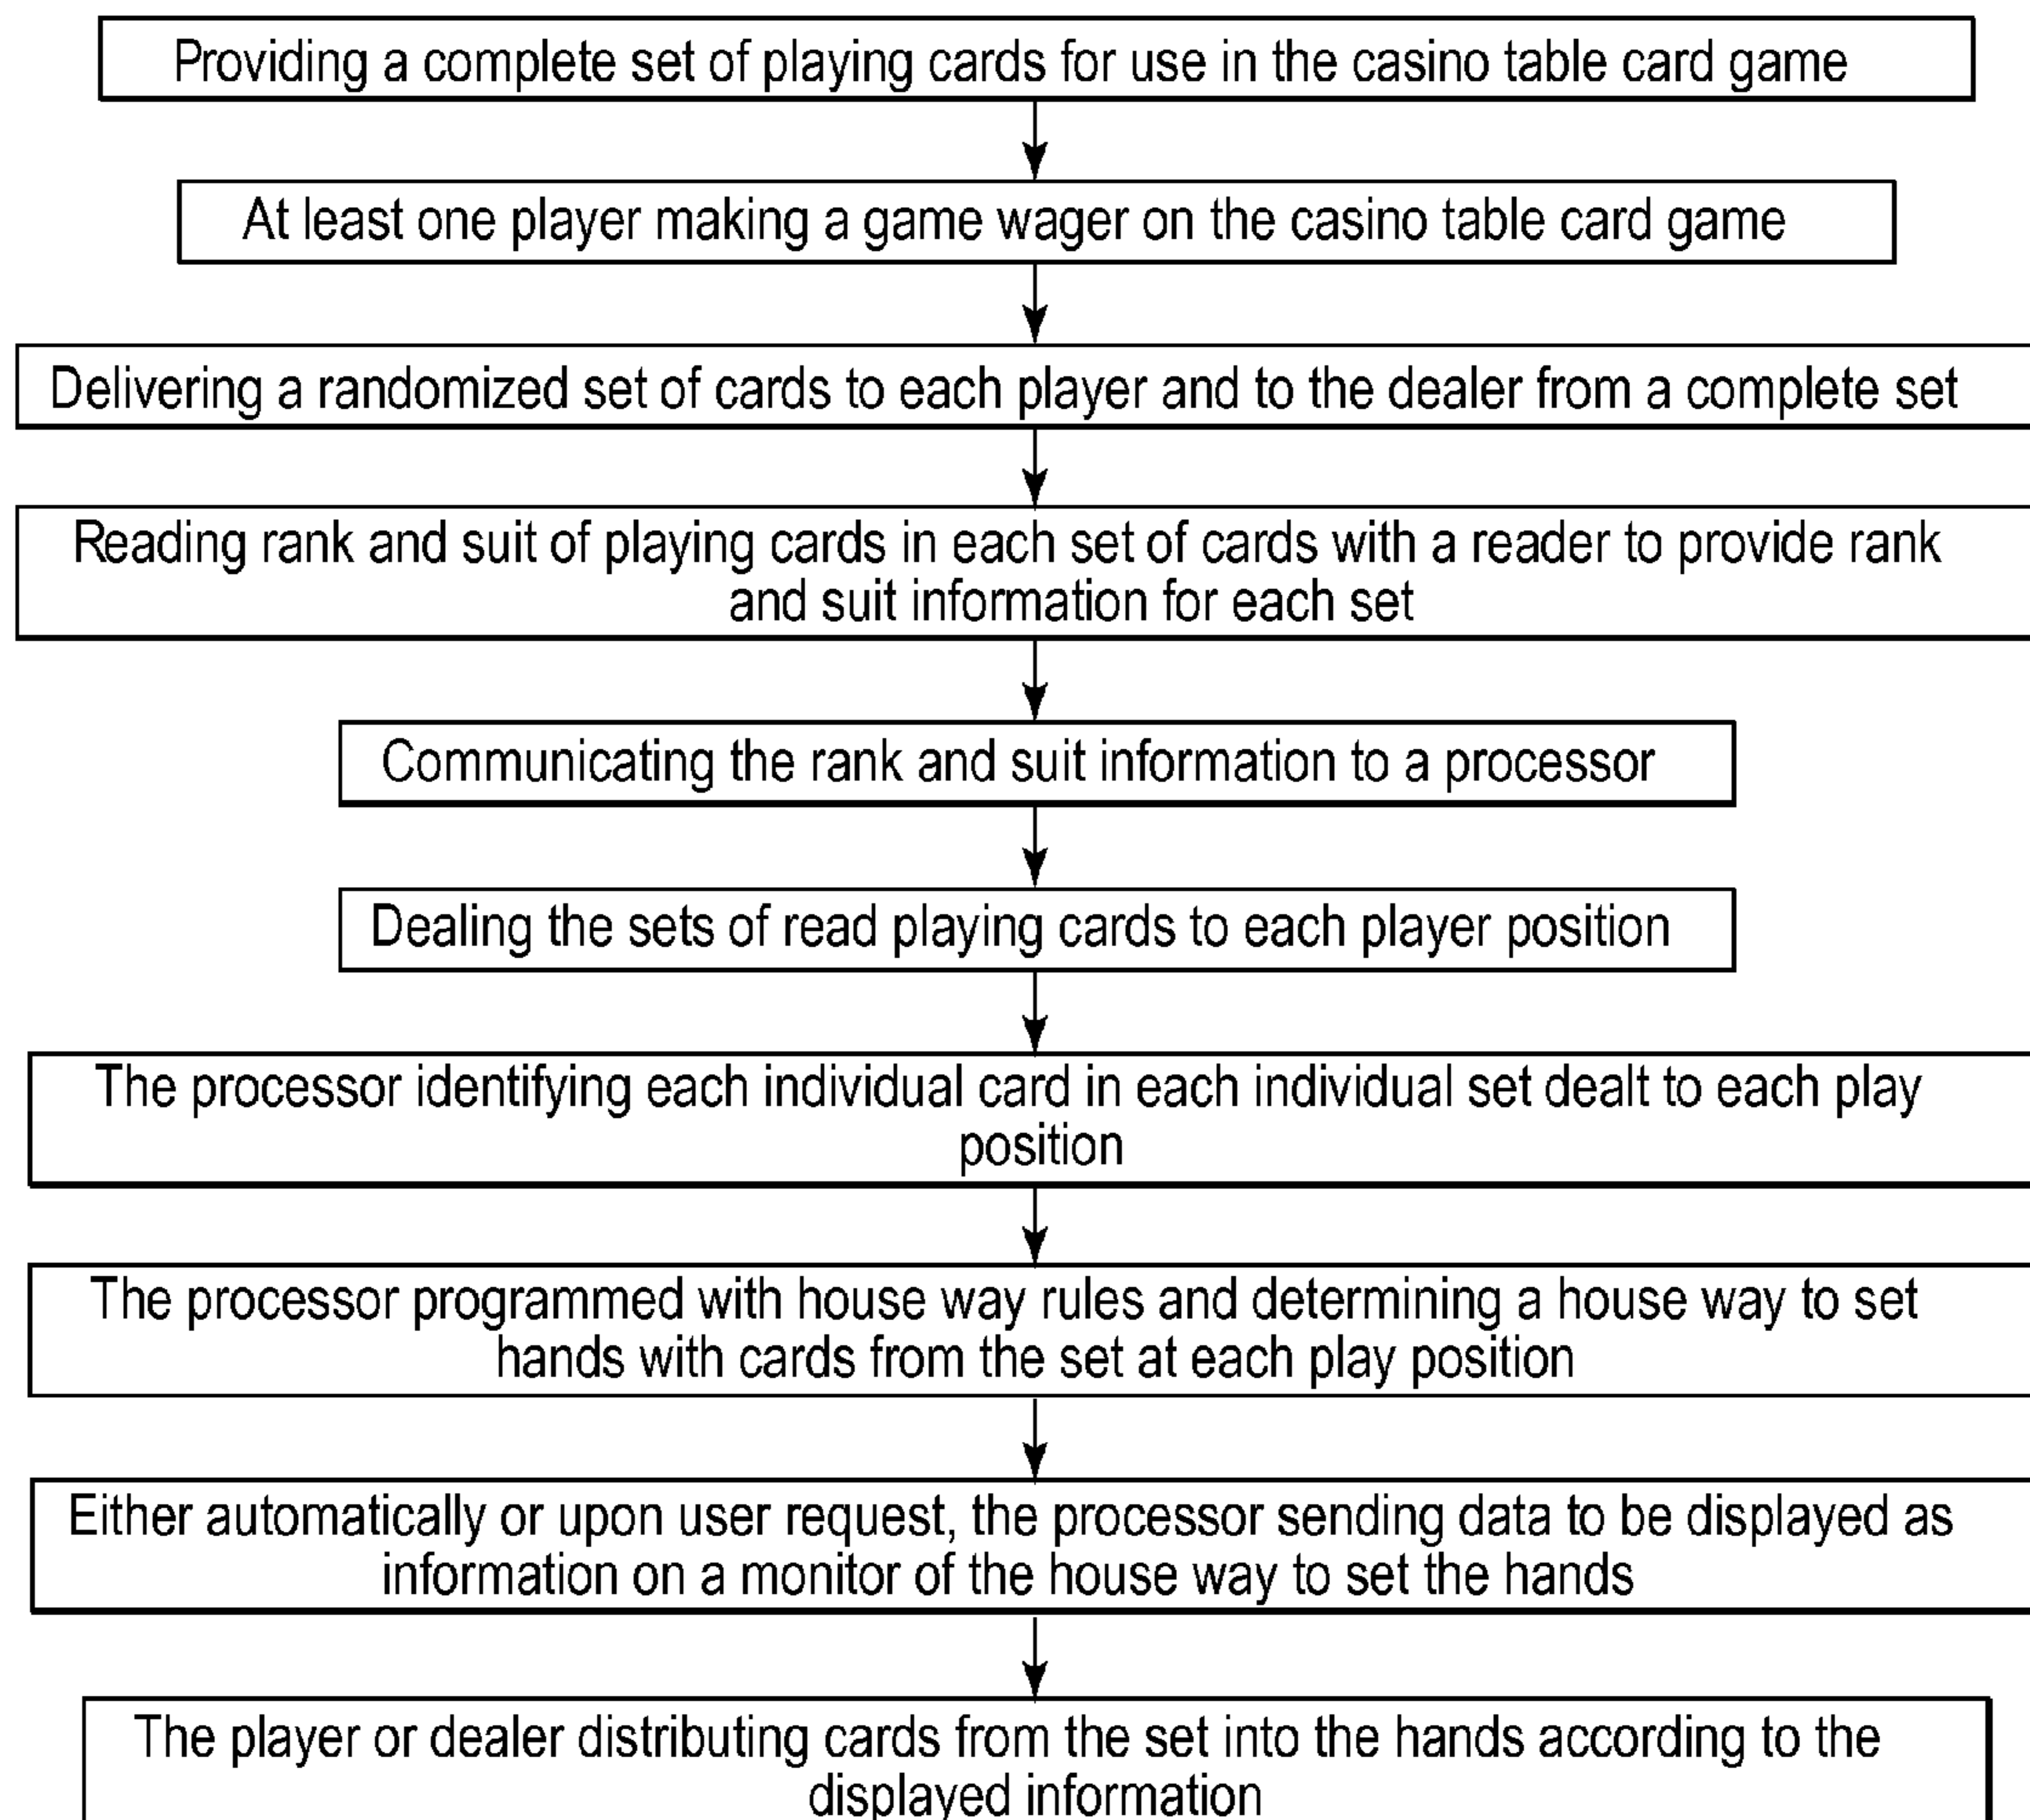 Providing a complete set of playing cards for use in the casino table card game
At least one player making a game wager on the casino table card game
Delivering a randomized set of cards to each player and to the dealer from a complete set
Reading rank and suit of playing cards in each set of cards with a reader to provide rank
and suit information for each set
Communicating the rank and suit information to a processor
Dealing the sets of read playing cards to each player position
The processor identifying each individual card in each individual set dealt to each play
position
The processor programmed with house way rules and determining a house way to set
hands with cards from the set at each play position
Either automatically or upon user request, the processor sending data to be displayed as
information on a monitor of the house way to set the hands
The player or dealer distributing cards from the set into the hands according to the
displayed information